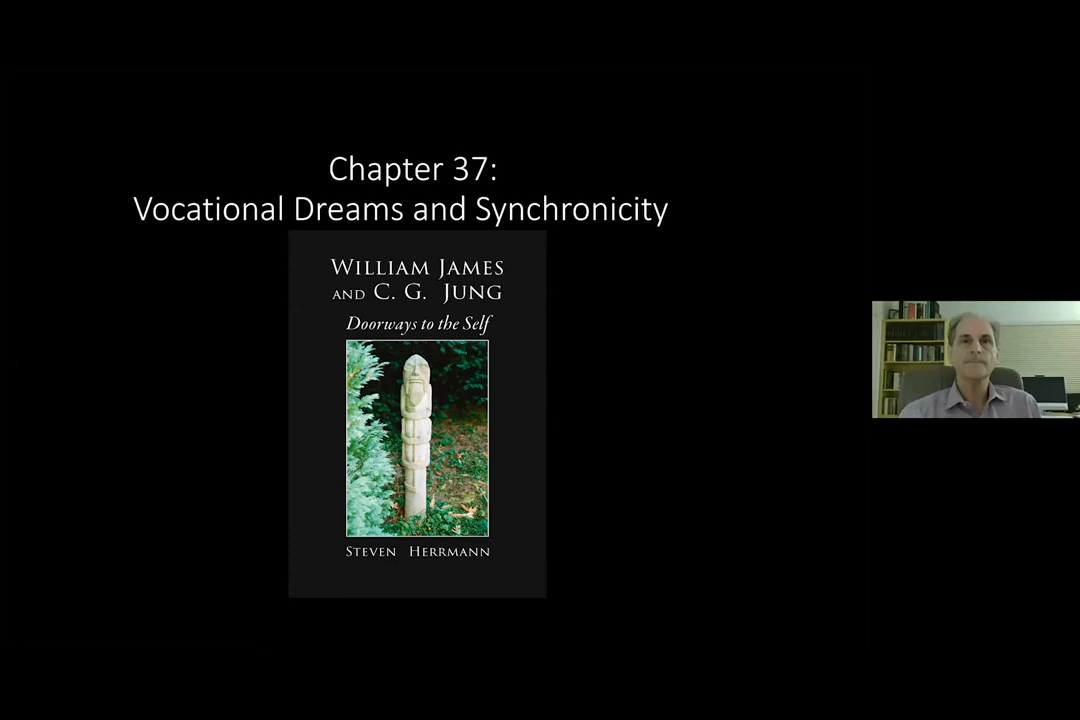 Chapter 37:
Vocational Dreams and Synchronicity
WILLIAM JAMES
AND C. G. JUNG
Doorways to the Self
STEVEN HERRMANN